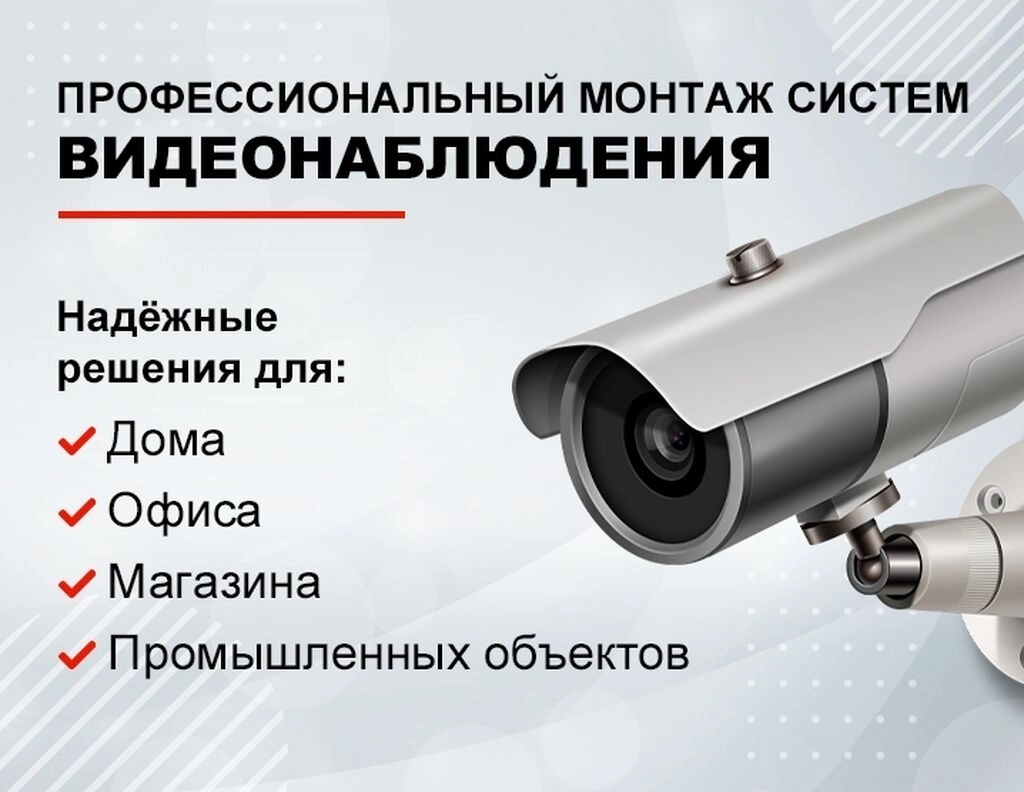 ПРОФЕССИОНАЛЬНЫЙ МОНТАЖ СИСТЕМ
ВИДЕОНАБЛЮДЕНИЯ
Надёжные
решения для:
Дома
Офиса
Магазина
Промышленных объектов